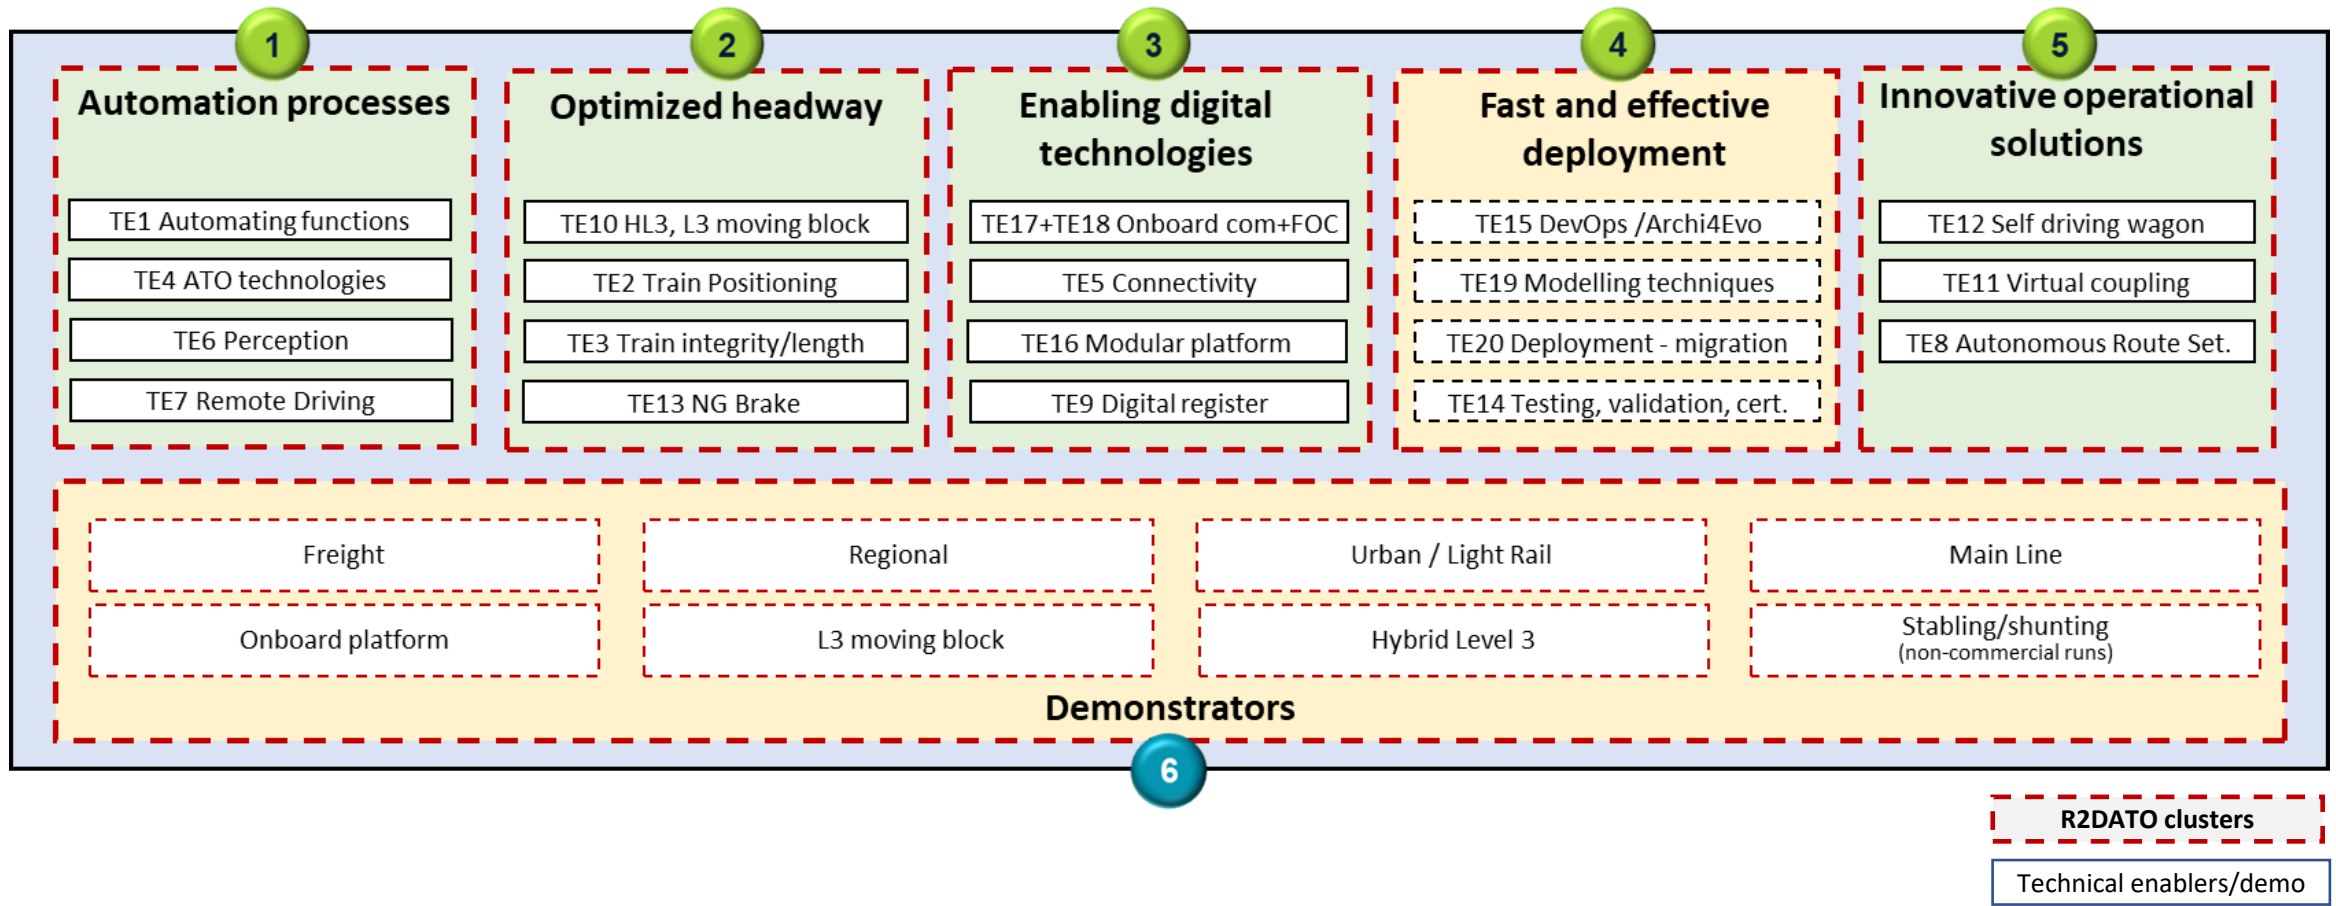 1
Automation processes
TE1 Automating functions
TE4 ATO technologies
TE6 Perception
TE7 Remote Driving
2
Optimized headway
TE10 HL3, L3 moving block
TE2 Train Positioning
TE3 Train integrity/length
TE13 NG Brake
3
Enabling digital
technologies
TE17+TE18 Onboard com+FOC
TE5 Connectivity
TE16 Modular platform
TE9 Digital register
4
Fast and effective
deployment
TE15 DevOps /Archi4Evo
TE19 Modelling techniques
TE20 Deployment - migration
TE14 Testing, validation, cert.
5
Innovative operational
solutions
TE12 Self driving wagon
TE11 Virtual coupling
TE8 Autonomous Route Set.
Freight
Regional
Urban / Light Rail
Main Line
Onboard platform
L3 moving block
Hybrid Level 3
Stabling/shunting
(non-commercial runs)
Demonstrators
6
R2DATO clusters
Technical enablers/demo